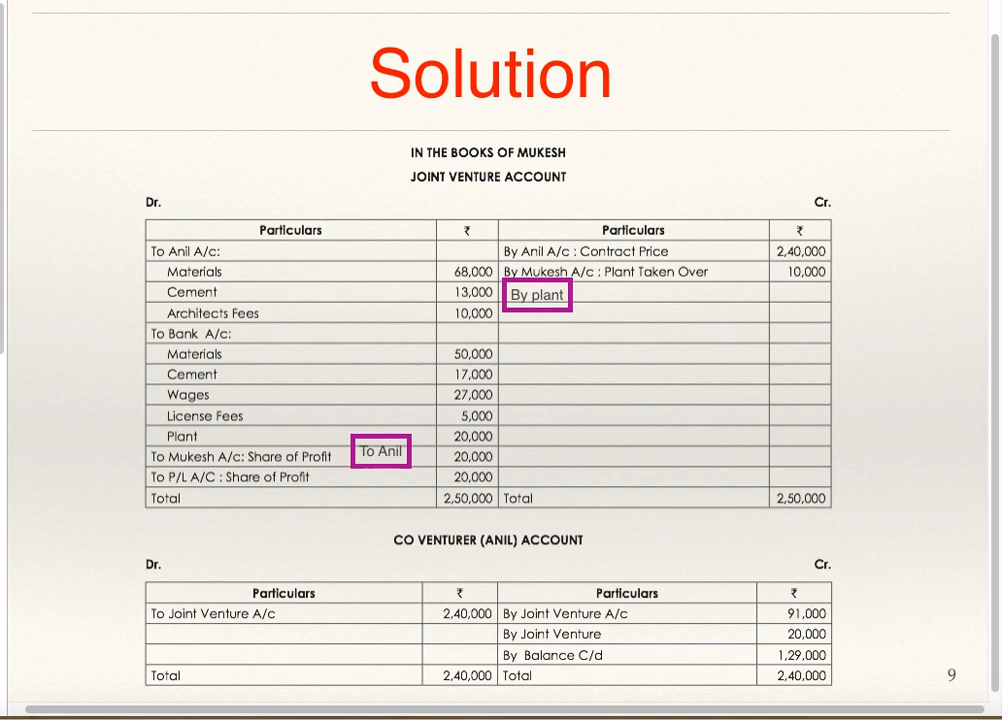 Solution
IN THE BOOKS OF MUKESH
JOINT VENTURE ACCOUNT
Dr. Cr.
Particulars ₹ Particulars ₹
To Anil A/c: By Anil A/c : Contract Price 2,40,000
Materials 68,000 By Mukesh A/c : Plant Taken Over 10,000
Cement 13,000 By plant
Architects Fees 10,000
To Bank A/c:
Materials 50,000
Cement 17,000
Wages 27,000
License Fees 5,000
Plant 20,000
To Mukesh A/c: Share of Profit To Anil 20,000
To P/L A/C : Share of Profit 20,000
Total 2,50,000 Total 2,50,000
CO VENTURER (ANIL) ACCOUNT
Dr. Cr.
Particulars ₹ Particulars ₹
To Joint Venture A/c 2,40,000 By Joint Venture A/c 91,000
By Joint Venture 20,000
By Balance C/d 1,29,000
Total 2,40,000 Total 2,40,000
9